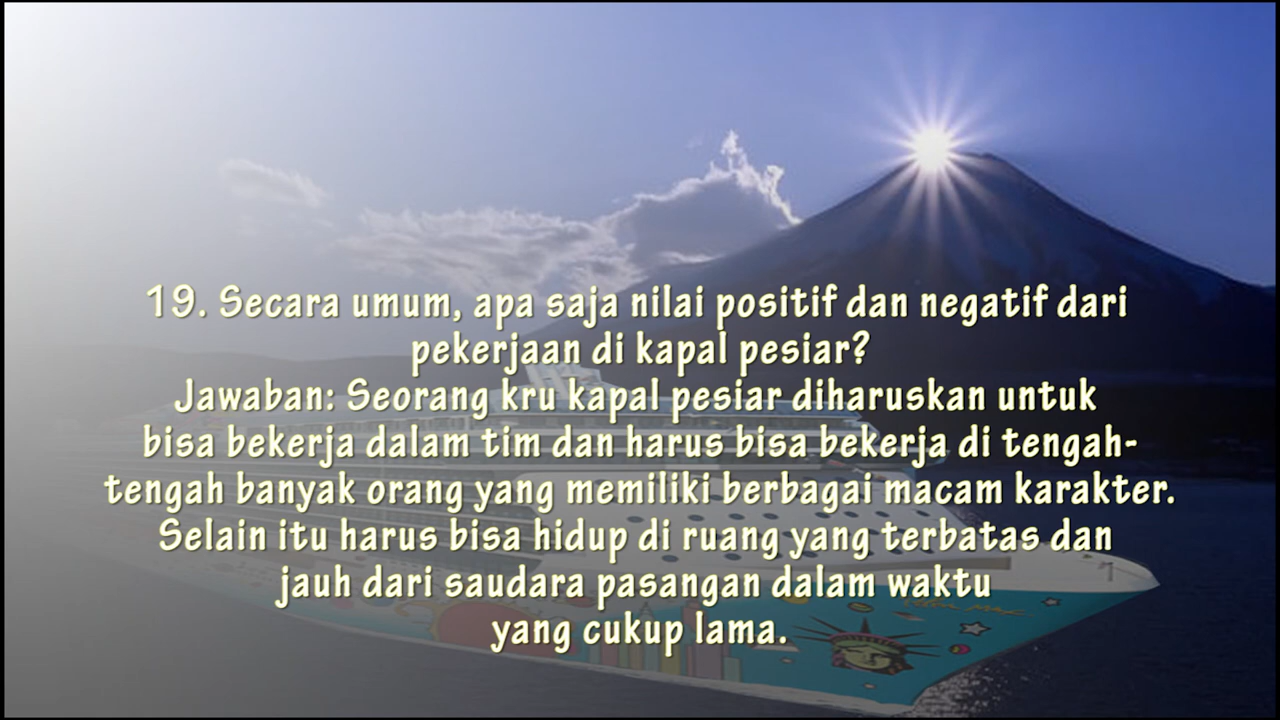 19. Secara umum, apa saja nilai positif dan negatif dari
pekerjaan di kapal pesiar?
Jawaban: Seorang kru kapal pesiar diharuskan untuk
bisa bekerja dalam tim dan harus bisa bekerja di tengah-
tengah banyak orang yang memiliki berbagai macam karakter.
Selain itu harus bisa hidup di ruang yang terbatas dan
jauh dari saudara pasangan dalam waktu
yang cukup lama.